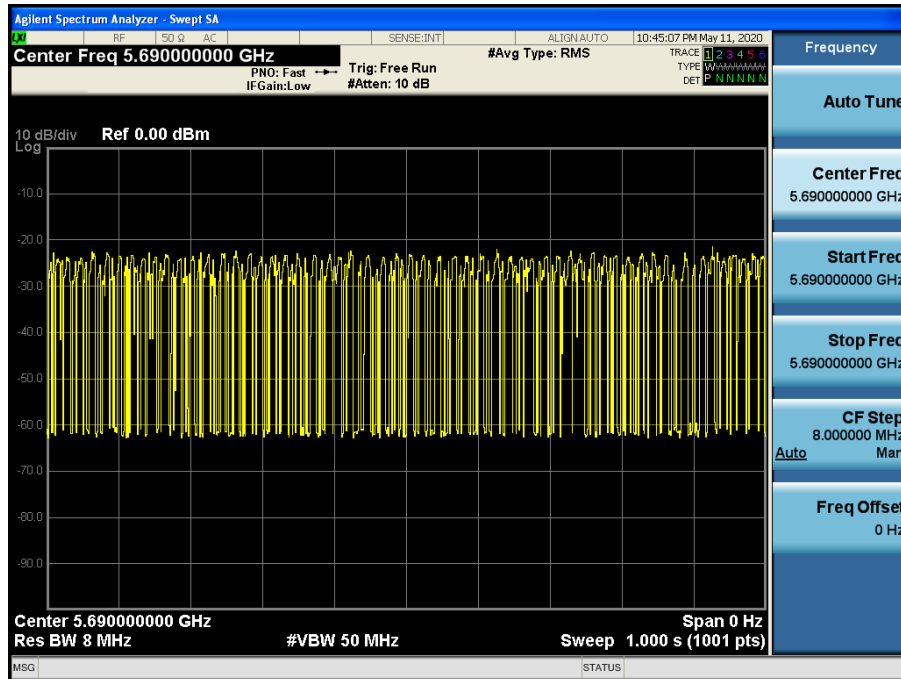 Agilent Spectrum Analyzer - Swept SA
LXI RF 50 Ω AC SENSE:INT ALIGN AUTO 10:45:07 PM May 11, 2020
Center Freq 5.690000000 GHz
#Avg Type: RMS
TRACE 1 2 3 4 5 6
PNO: Fast
Trig: Free Run
TYPE W
IFGain:Low
#Atten: 10 dB
DET P N N N N N
Frequency
Auto Tune
10 dB/div Ref 0.00 dBm
Log
-10.0
-20.0
-30.0
-40.0
-50.0
-60.0
-70.0
-80.0
-90.0
Center Freq
5.690000000 GHz
Start Freq
5.690000000 GHz
Stop Freq
5.690000000 GHz
CF Step
8.000000 MHz
Auto Man
Freq Offset
0 Hz
Center 5.690000000 GHz Span 0 Hz
Res BW 8 MHz #VBW 50 MHz Sweep 1.000 s (1001 pts)
MSG STATUS